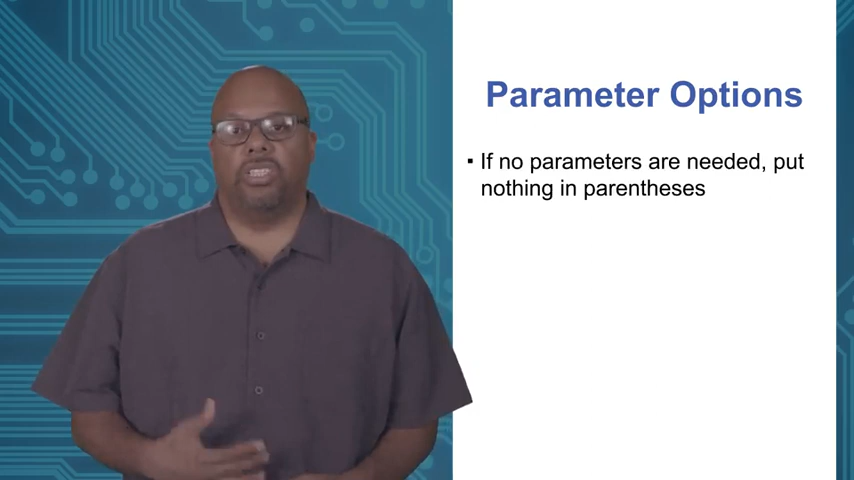 Parameter Options
▪ If no parameters are needed, put
nothing in parentheses